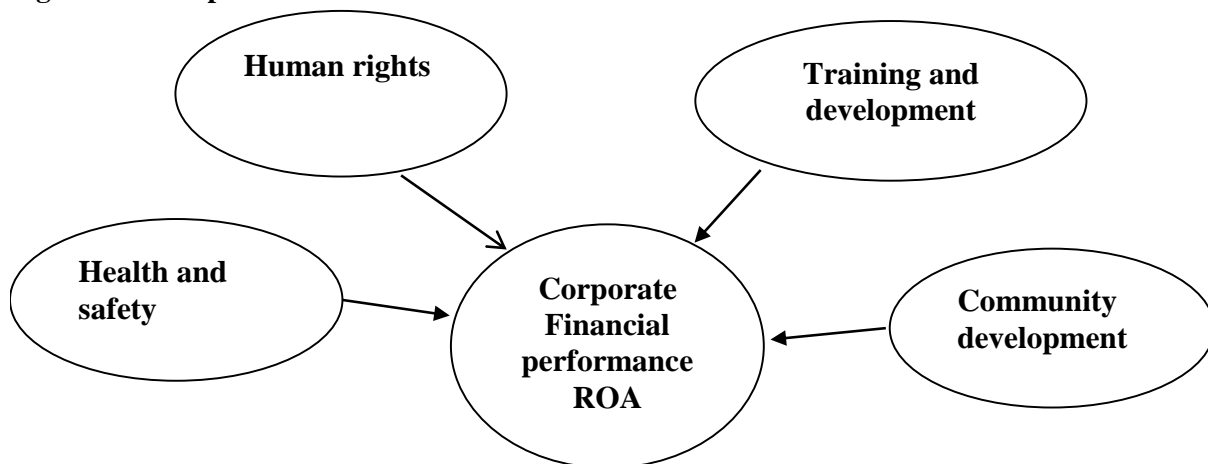 Human rights
Training and
development
Health and
safety
Corporate
Financial
performance
ROA
Community
development